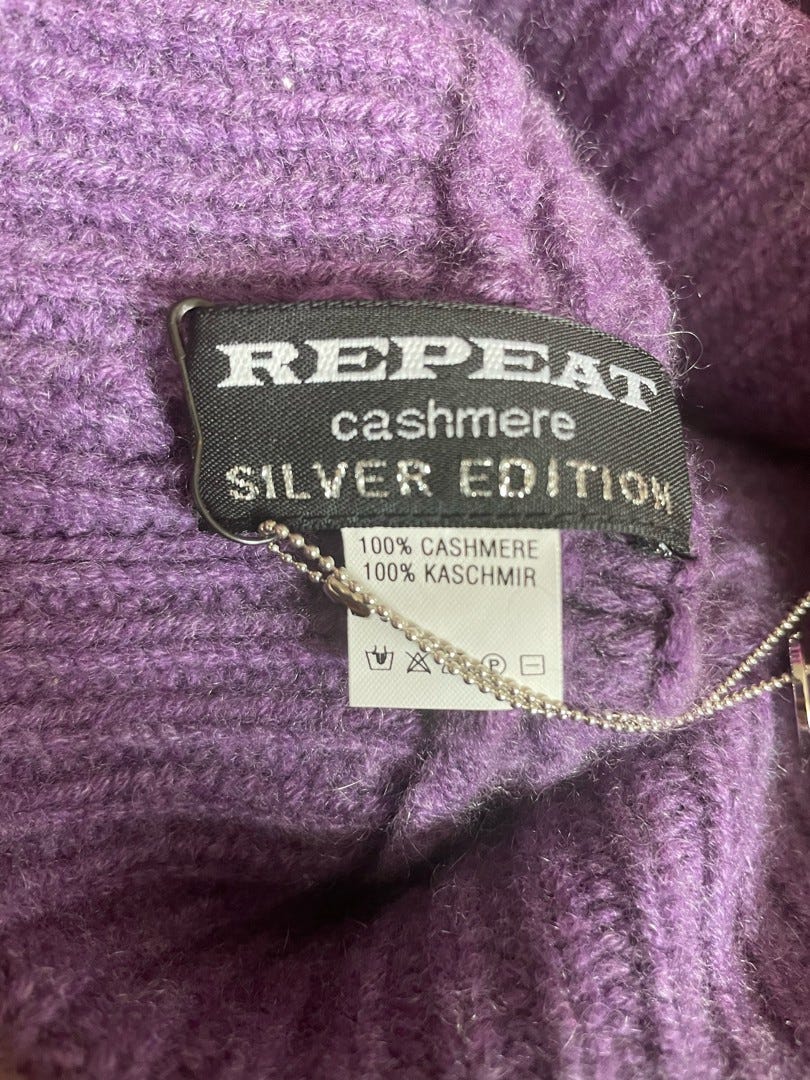 REPEAT
cashmere
SILVER EDITION
100% CASHMERE
100% KASCHMIR
P